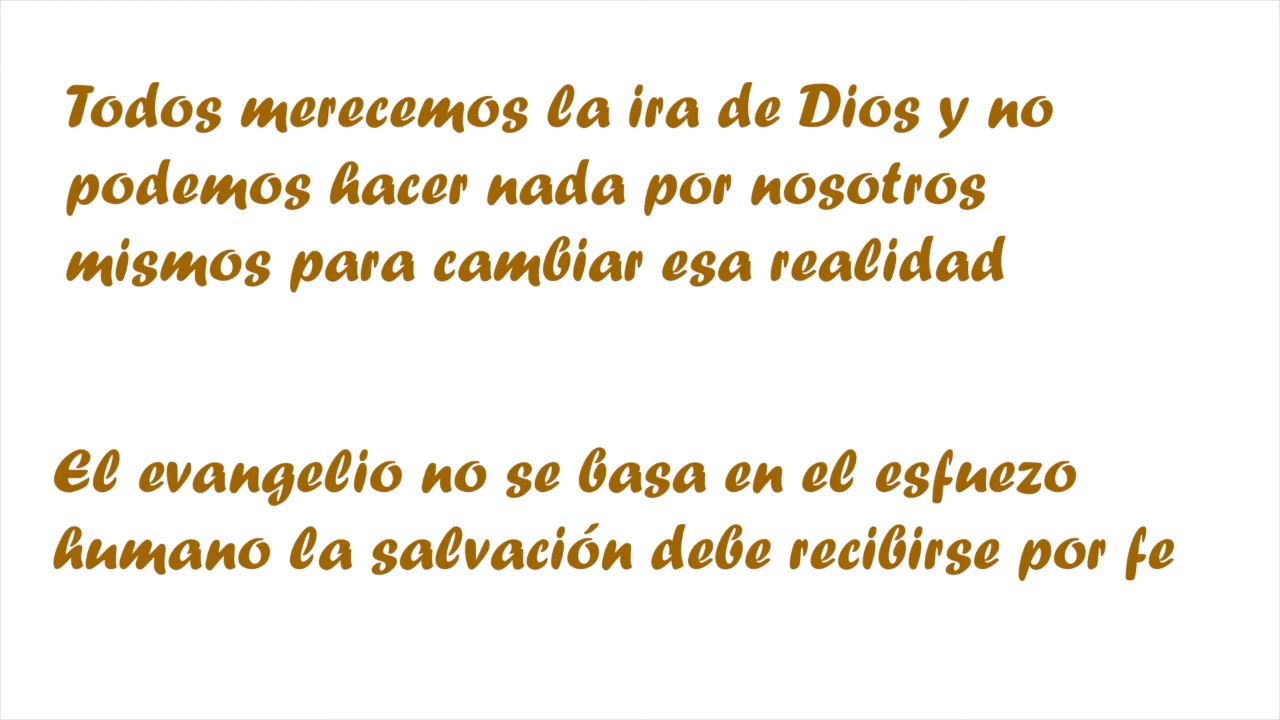 Todos merecemos la ira de Dios y no
podemos hacer nada por nosotros
mismos para cambiar esa realidad
El evangelio no se basa en el esfuezo
humano la salvación debe recibirse por fe